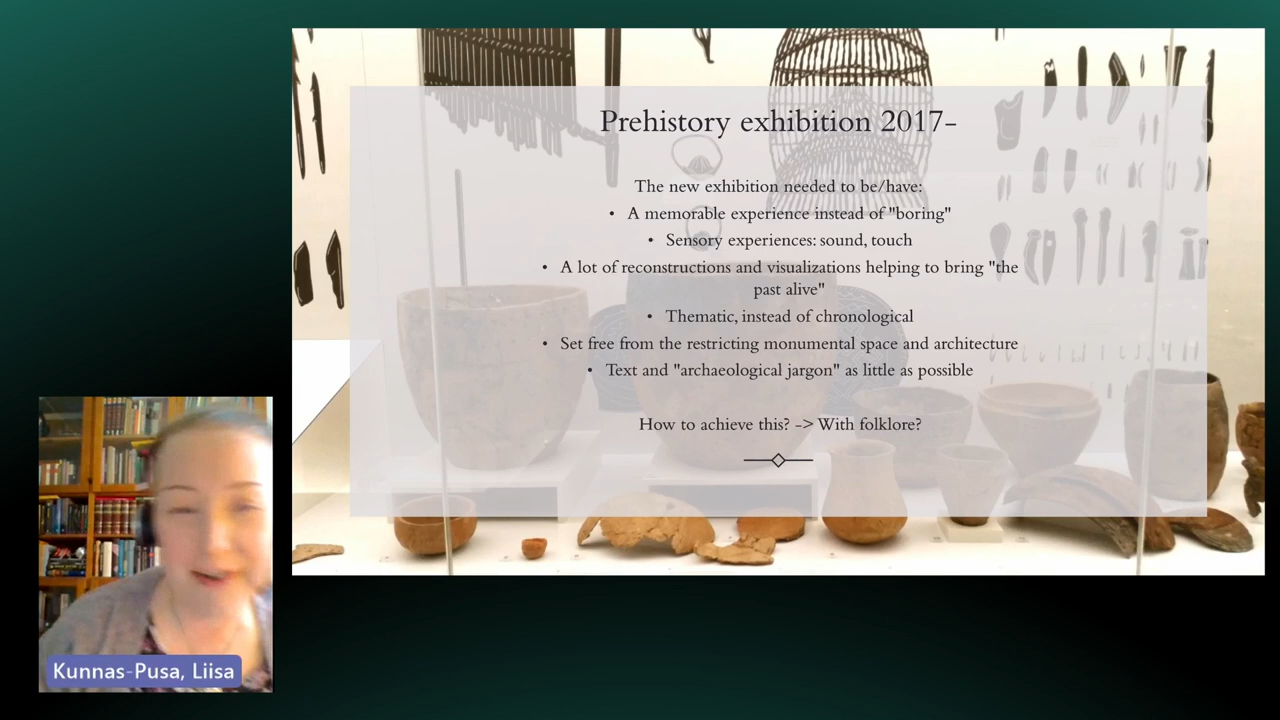 Prehistory exhibition 2017-
The new exhibition needed to be/have:
• A memorable experience instead of "boring"
• Sensory experiences: sound, touch
• A lot of reconstructions and visualizations helping to bring "the
past alive"
• Thematic, instead of chronological
• Set free from the restricting monumental space and architecture
• Text and "archaeological jargon" as little as possible
How to achieve this? -> With folklore?
Kunnas-Pusa, Liisa